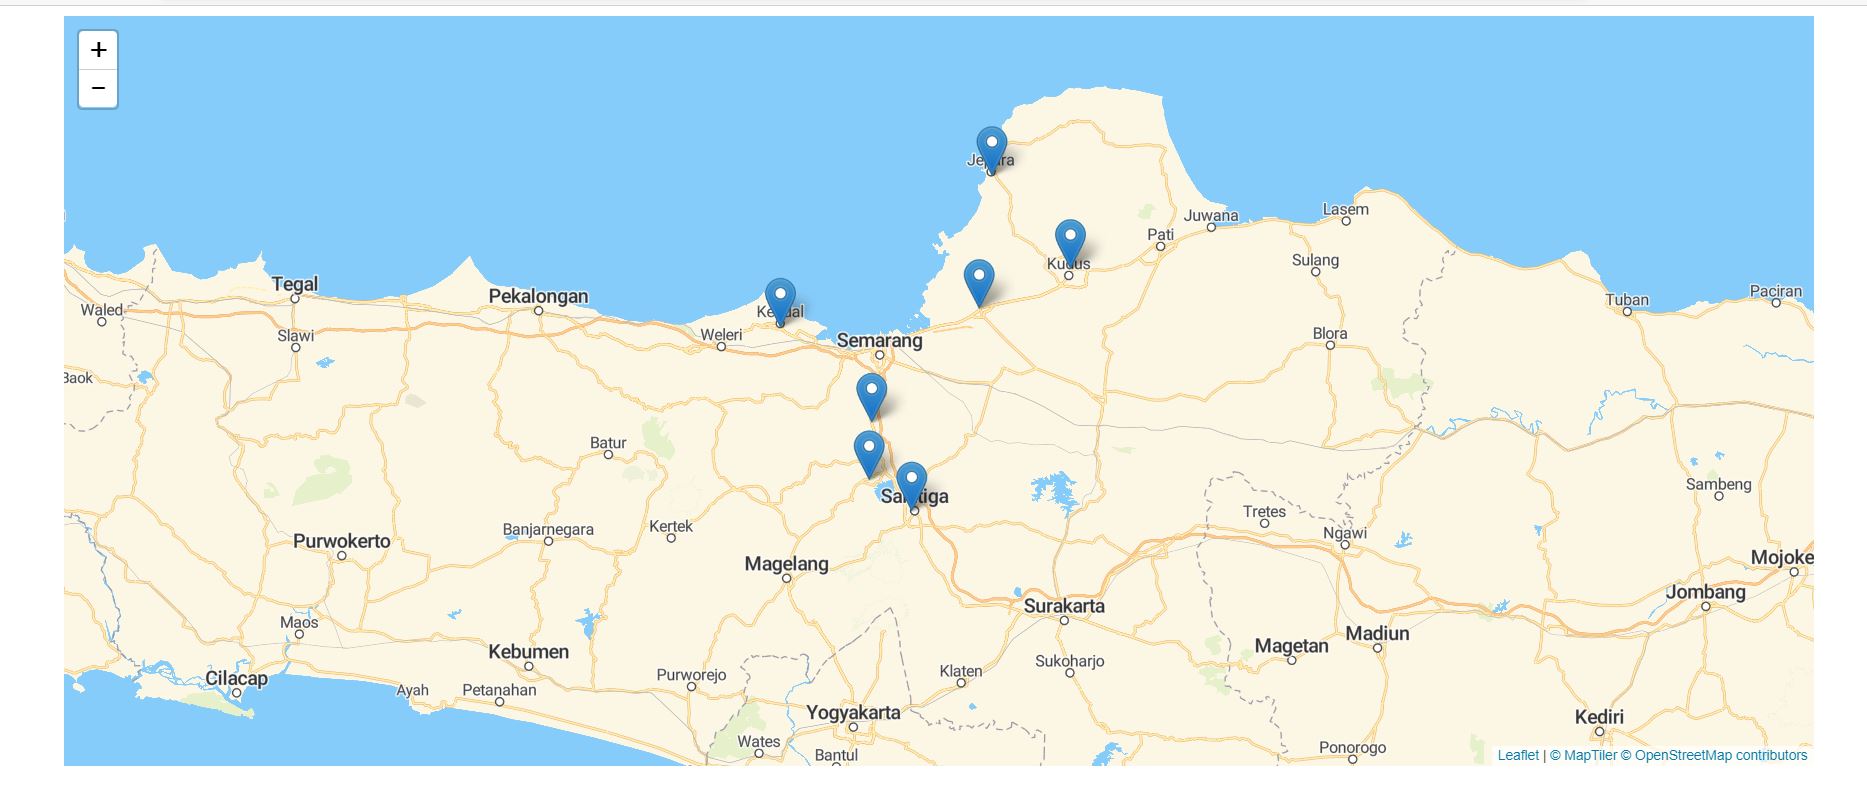 +
−
Jepara
Juwana
Lasem
Pati
Kudus
Sulang
Tegal
Pekalongan
Kendal
Tuban
Paciran
Waled
Slawi
Weleri
Semarang
Blora
Baok
Batur
Salatiga
Sambeng
Banjarnegara
Kertek
Tretes
Ngawi
Purwokerto
Magelang
Mojoke
Surakarta
Jombang
Maos
Kebumen
Magetan
Madiun
Cilacap
Ayah
Petanahan
Purworejo
Klaten
Sukoharjo
Yogyakarta
Kediri
Wates
Bantul
Ponorogo
Leaflet | © MapTiler © OpenStreetMap contributors